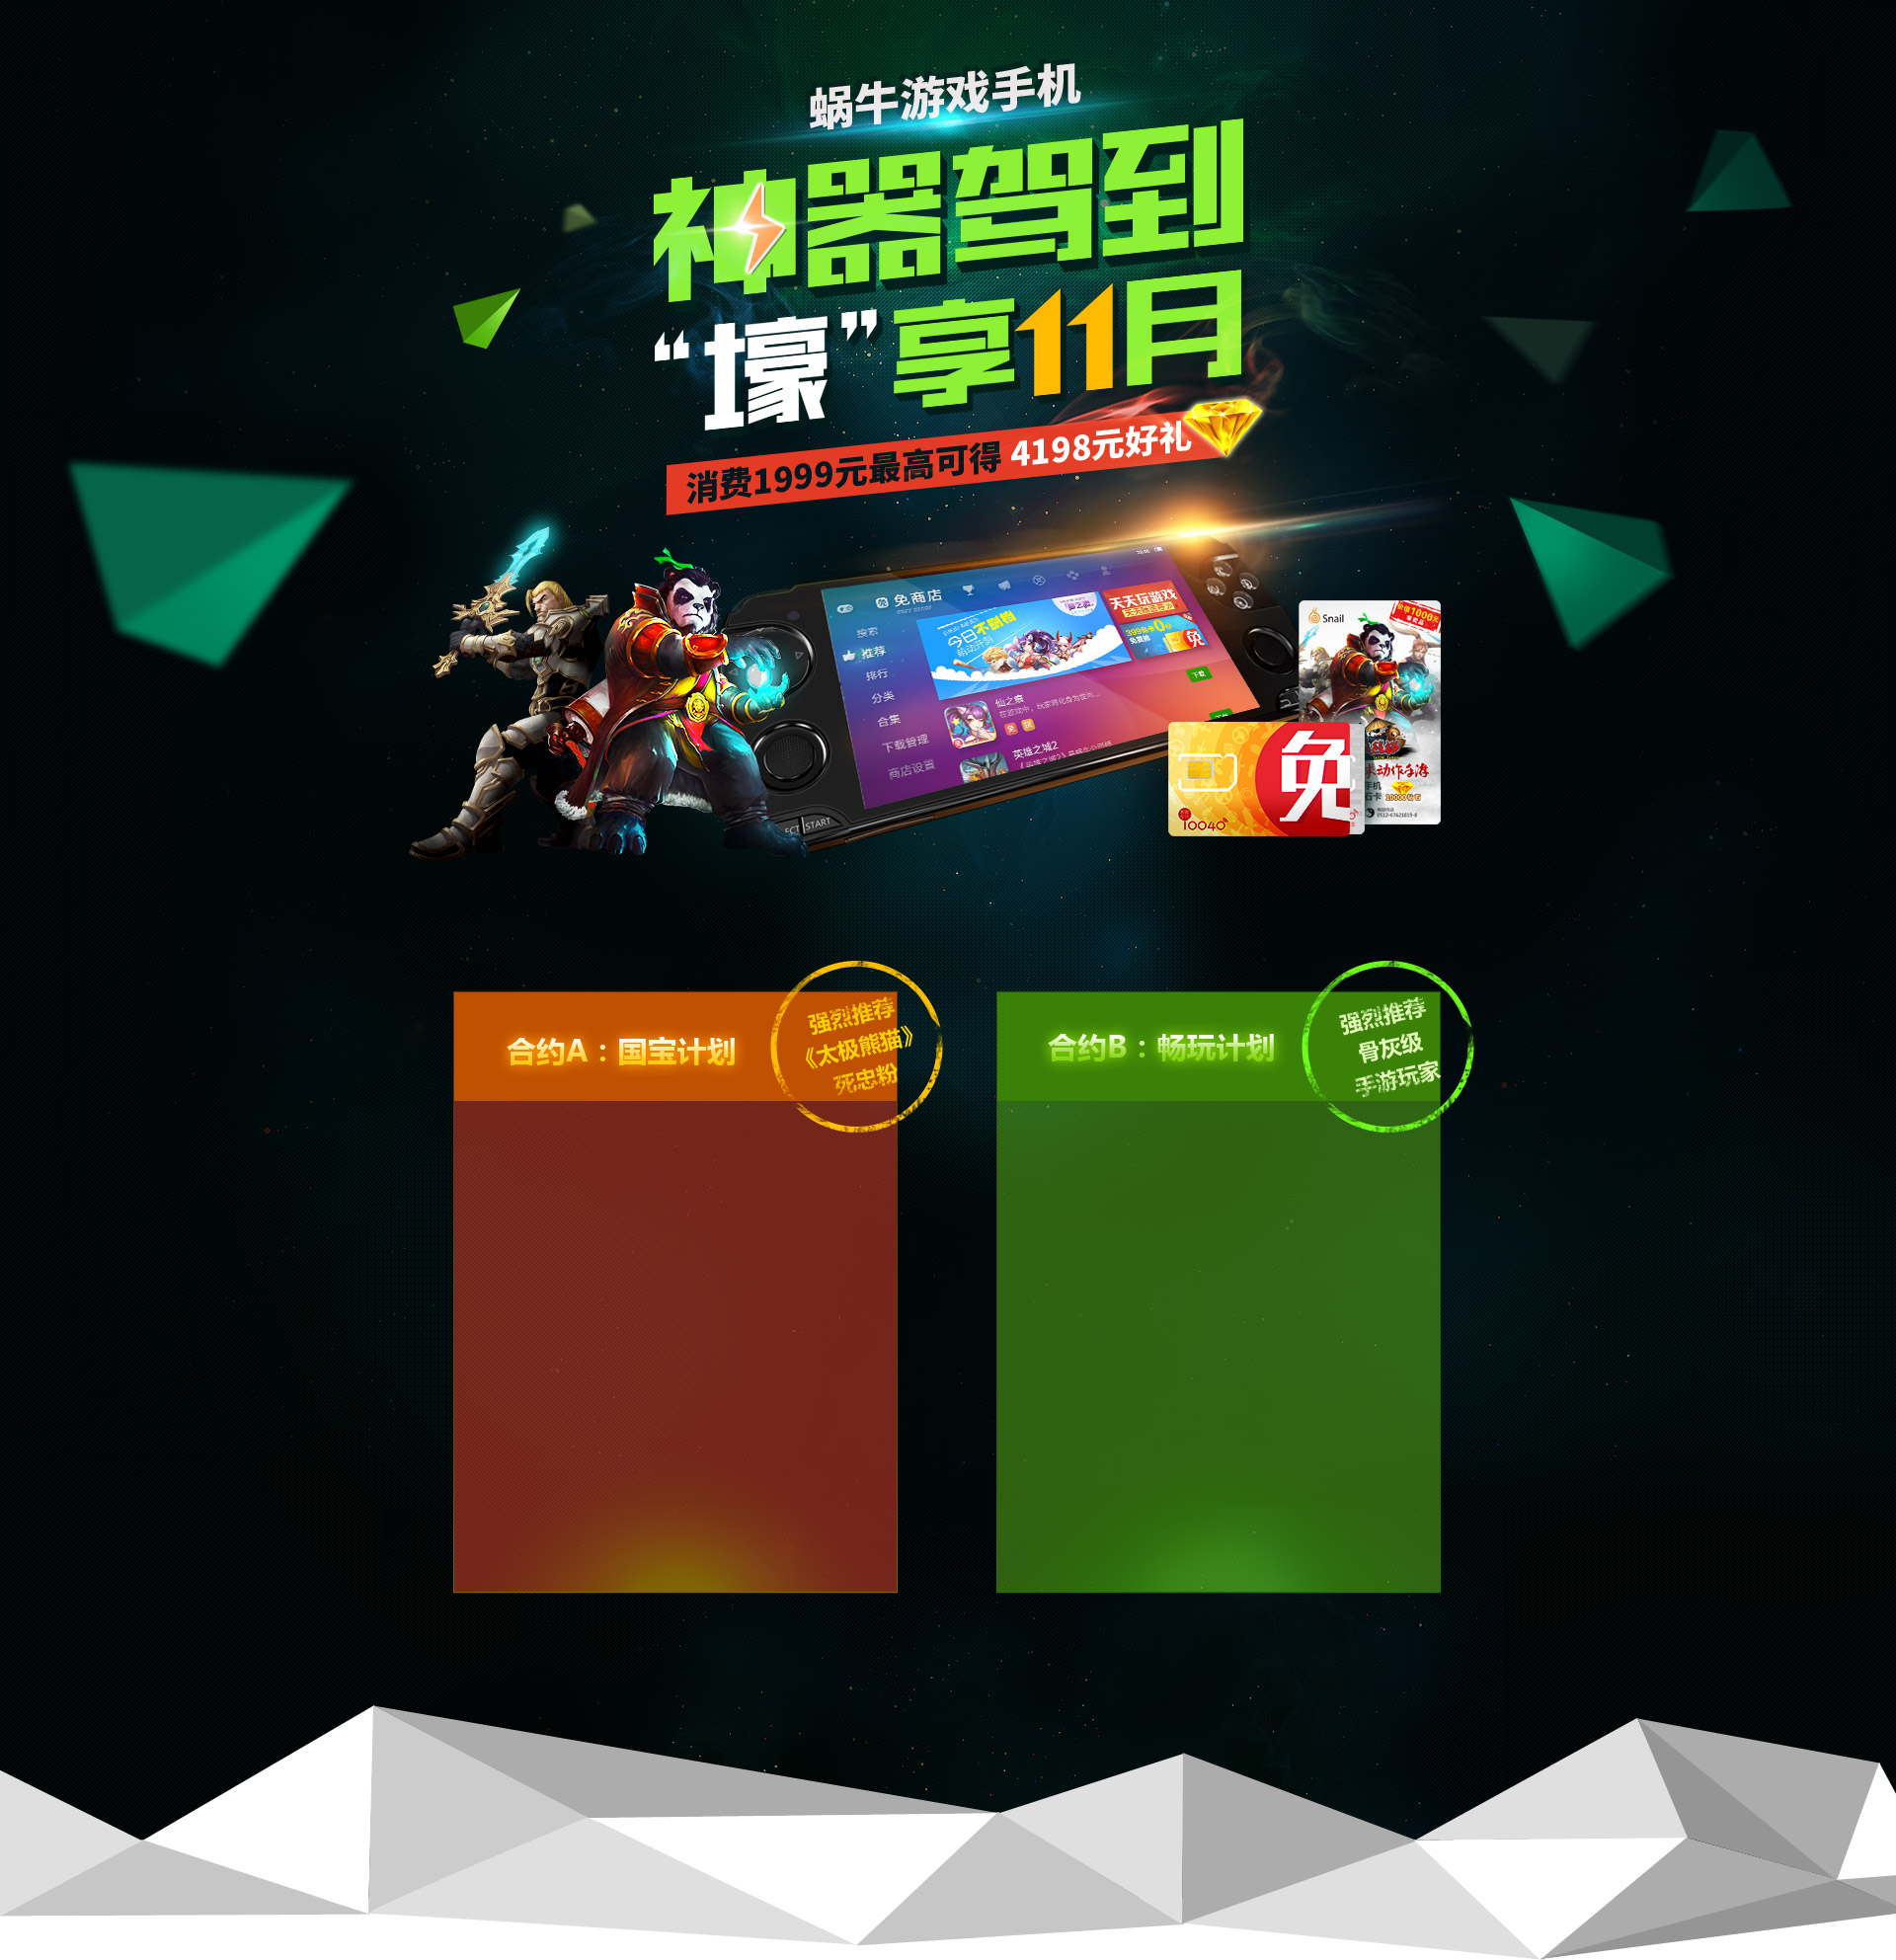 蜗牛游戏手机
神器驾到
“壕”享11月
消费1999元最高可得 4198元好礼
免商店
搜索
推荐
排行
分类
合集
下载管理
商店设置
今日不删档
天天玩游戏
下载
仙之痕
英雄之城2
START
Snail
免
10040
合约A：国宝计划
强烈推荐
《太极熊猫》
死忠粉
合约B：畅玩计划
强烈推荐
骨灰级
手游玩家